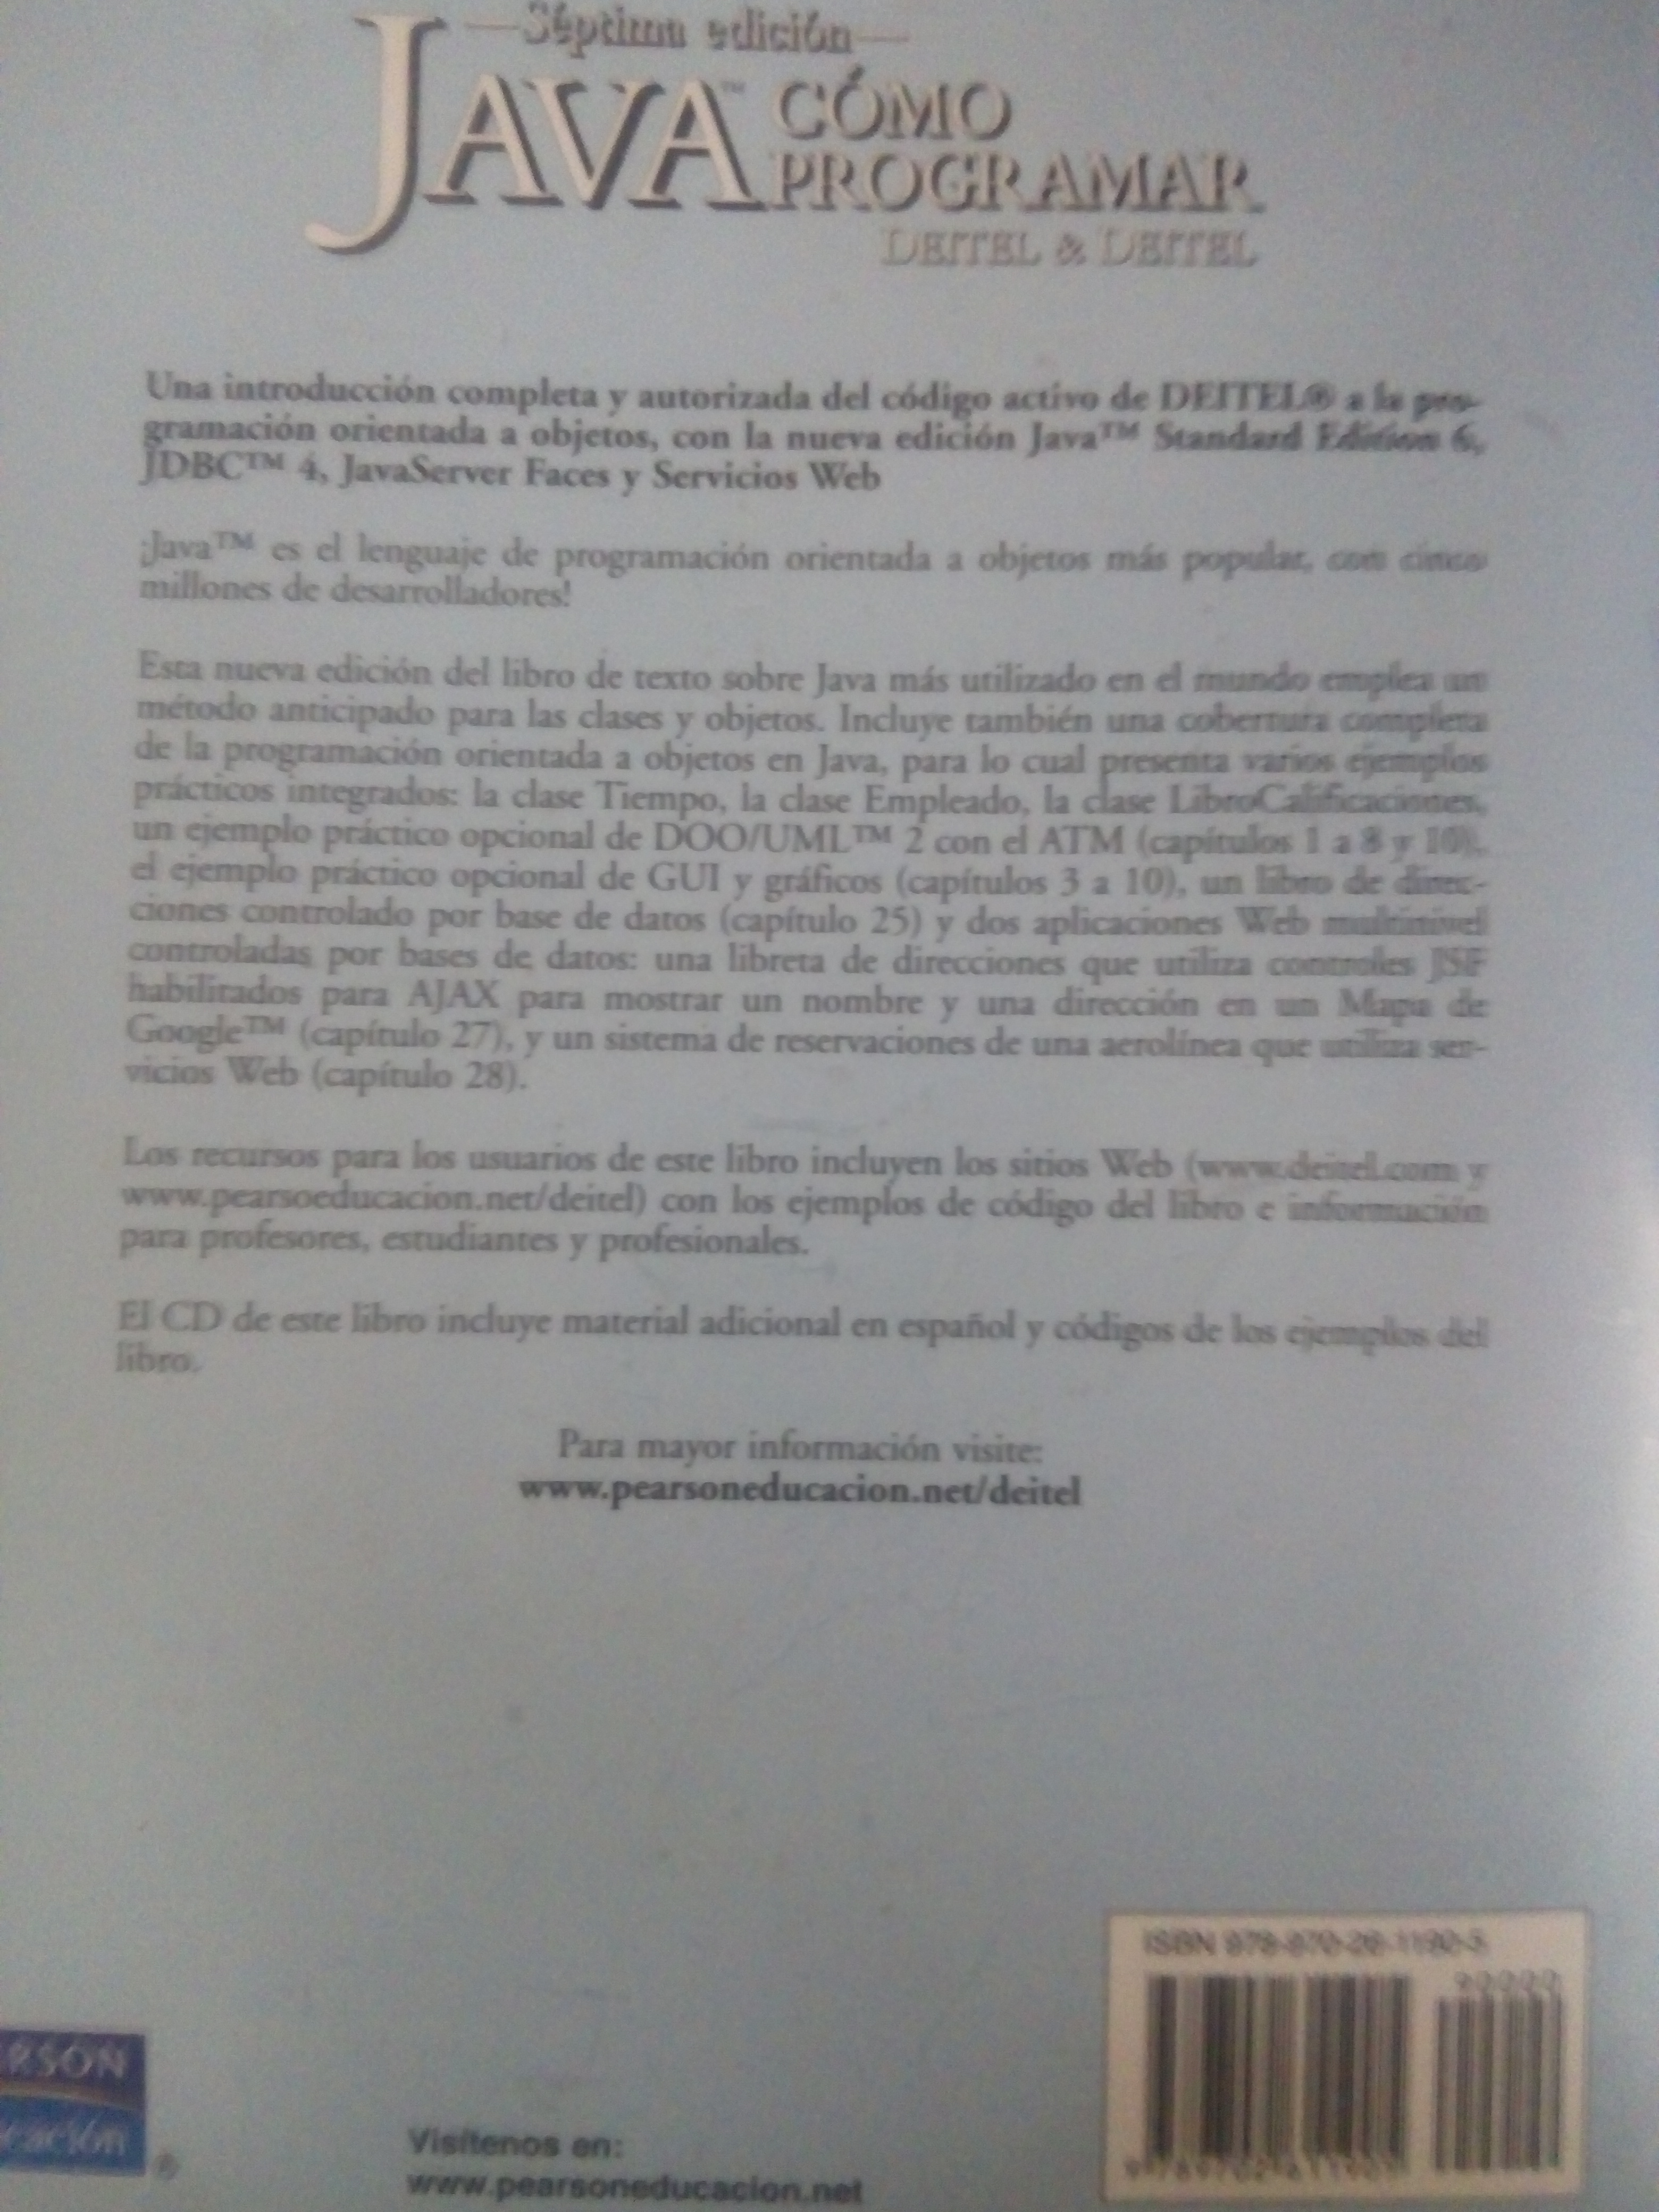 Séptima edición
JAVA™ CÓMO
PROGRAMAR
DEITEL & DEITEL
Una introducción completa y autorizada del código activo de DEITEL® a la pro-
gramación orientada a objetos, con la nueva edición Java™ Standard Edition 6,
JDBC™ 4, JavaServer Faces y Servicios Web
¡Java™ es el lenguaje de programación orientada a objetos más popular, con cinco
millones de desarrolladores!
Esta nueva edición del libro de texto sobre Java más utilizado en el mundo emplea un
método anticipado para las clases y objetos. Incluye también una cobertura completa
de la programación orientada a objetos en Java, para lo cual presenta varios ejemplos
prácticos integrados: la clase Tiempo, la clase Empleado, la clase LibroCalificaciones,
un ejemplo práctico opcional de DOO/UML™ 2 con el ATM (capítulos 1 a 8 y 10),
el ejemplo práctico opcional de GUI y gráficos (capítulos 3 a 10), un libro de direc-
ciones controlado por base de datos (capítulo 25) y dos aplicaciones Web multinivel
controladas por bases de datos: una libreta de direcciones que utiliza controles JSF
habilitados para AJAX para mostrar un nombre y una dirección en un Mapa de
Google™ (capítulo 27), y un sistema de reservaciones de una aerolínea que utiliza ser-
vicios Web (capítulo 28).
Los recursos para los usuarios de este libro incluyen los sitios Web (www.deitel.com y
www.pearsoeducacion.net/deitel) con los ejemplos de código del libro e información
para profesores, estudiantes y profesionales.
El CD de este libro incluye material adicional en español y códigos de los ejemplos del
libro.
Para mayor información visite:
www.pearsoneducacion.net/deitel
ISBN 978-970-26-1190-5
90000
RSON
cación
®
Visítenos en:
www.pearsoneducacion.net